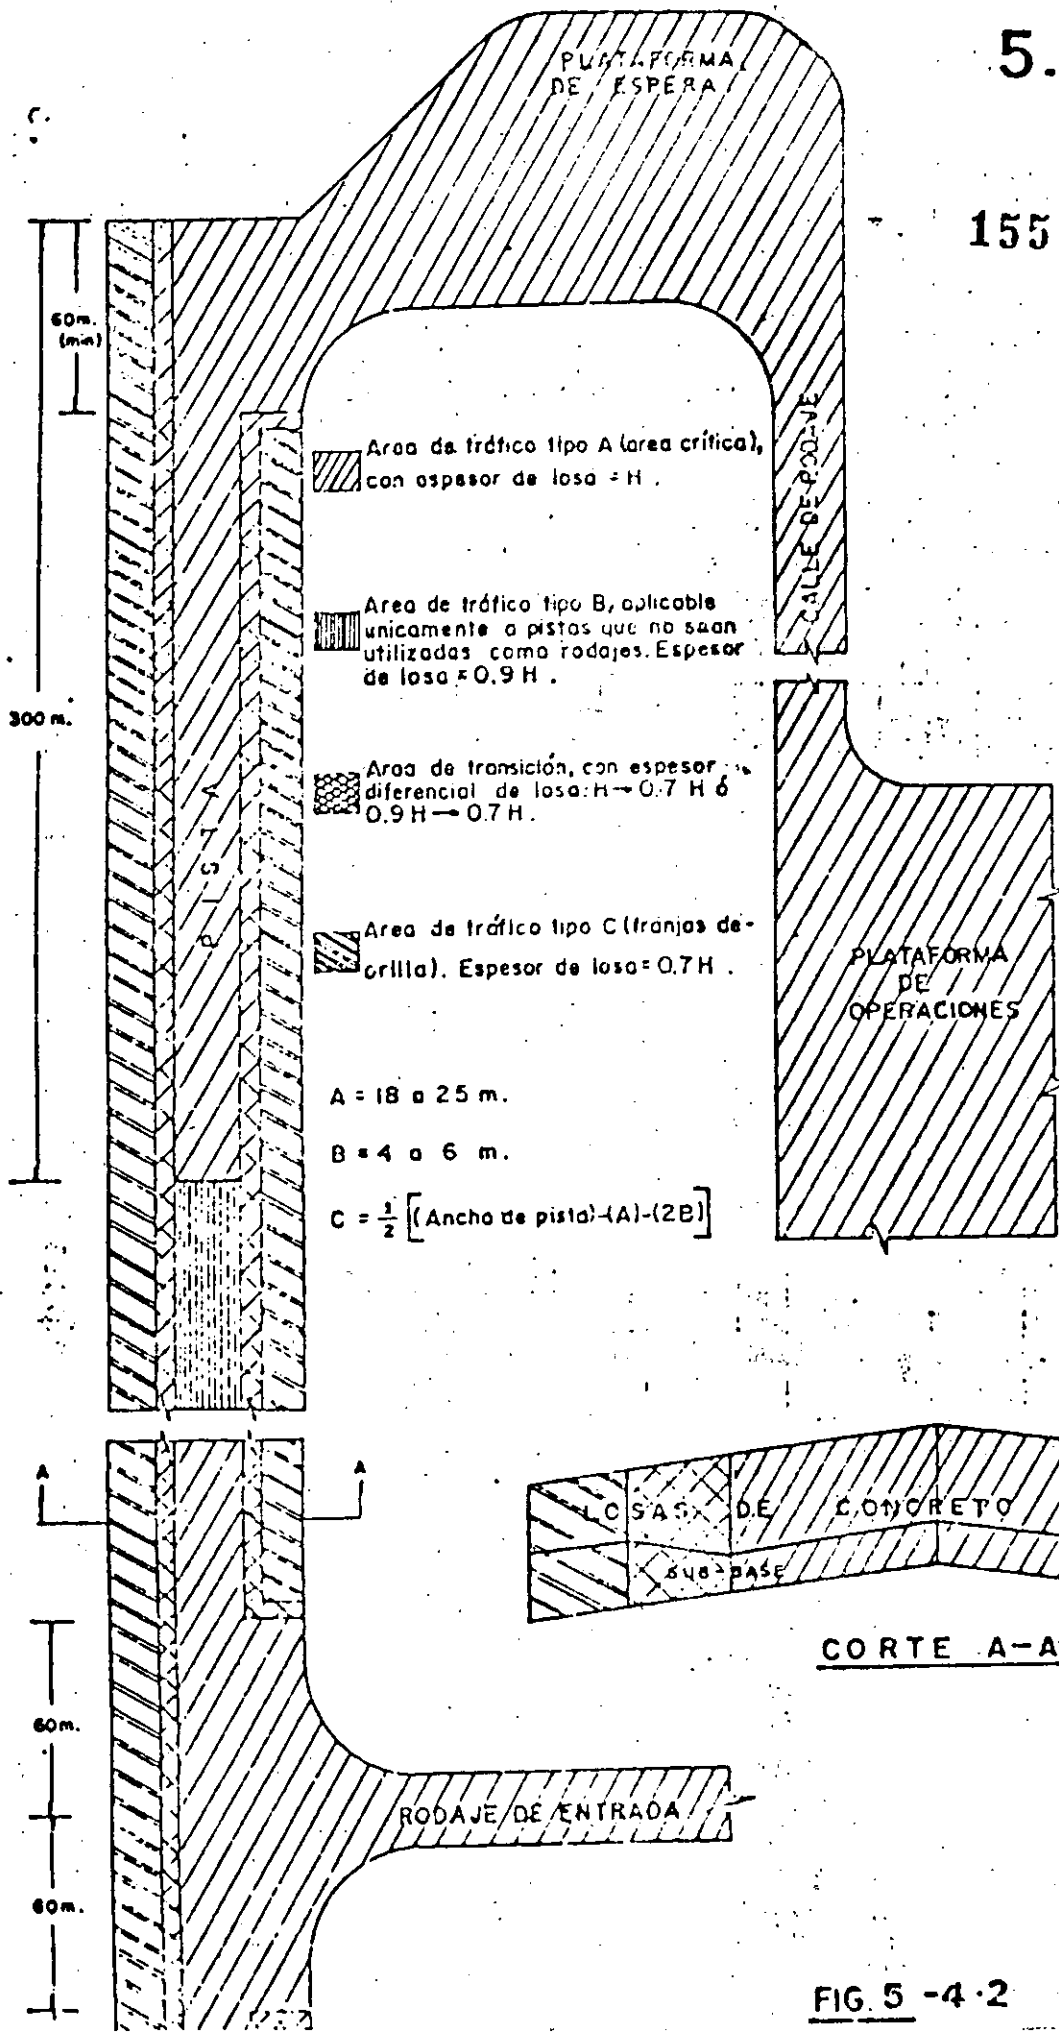 5.
PLATAFORMA
DE ESPERA
155
60m.
(min)
Area de tráfico tipo A (area crítica),
con espesor de losa = H .
CALLE DE
Area de tráfico tipo B, aplicable
unicamente a pistas que no sean
utilizadas como rodajes. Espesor
de losa = 0.9 H .
300 m.
Area de transición, con espesor
diferencial de losa: H → 0.7 H ó
0.9 H → 0.7 H .
PISTA
Area de tráfico tipo C (franjas de-
orilla). Espesor de losa = 0.7 H .
PLATAFORMA
DE
OPERACIONES
A = 18 a 25 m.
B = 4 a 6 m.
C = 1/2 [(Ancho de pista)-(A)-(2B)]
A
A
LOSAS DE CONCRETO
SUB-BASE
CORTE A-A
60m.
RODAJE DE ENTRADA
60m.
FIG. 5 -4 ·2